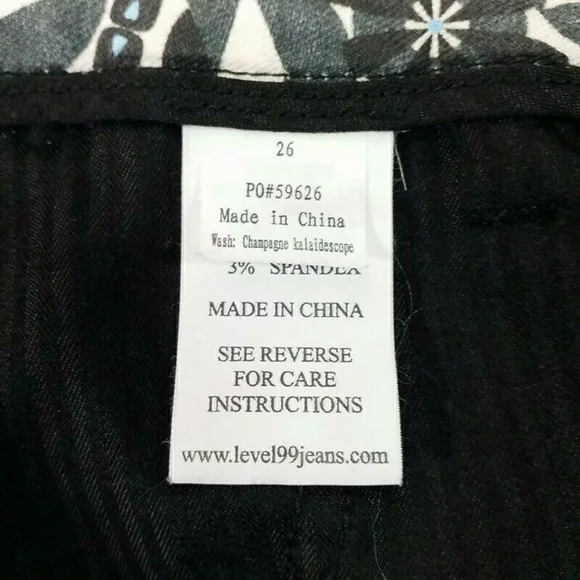 26
PO#59626
Made in China
Wash: Champagne kalaidescope
3% SPANDEX
MADE IN CHINA
SEE REVERSE
FOR CARE
INSTRUCTIONS
www.level99jeans.com